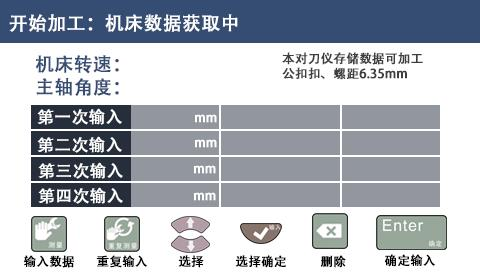 开始加工：机床数据获取中
机床转速：
主轴角度：
本对刀仪存储数据可加工
公扣扣、螺距6.35mm
第一次输入 mm
第二次输入 mm
第三次输入 mm
第四次输入 mm
测量
重复测量
输入
Enter
确定
输入数据 重复输入 选择 选择确定 删除 确定输入